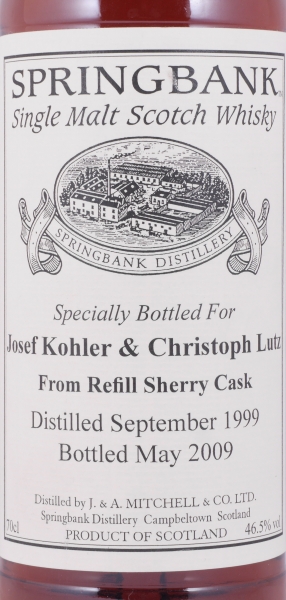 SPRINGBANK
Single Malt Scotch Whisky
SPRINGBANK DISTILLERY
Specially Bottled For
Josef Kohler & Christoph Lutz
From Refill Sherry Cask
Distilled September 1999
Bottled May 2009
Distilled by J. & A. MITCHELL & CO. LTD.
Springbank Distillery Campbeltown Scotland
70cl PRODUCT OF SCOTLAND 46.5% vol